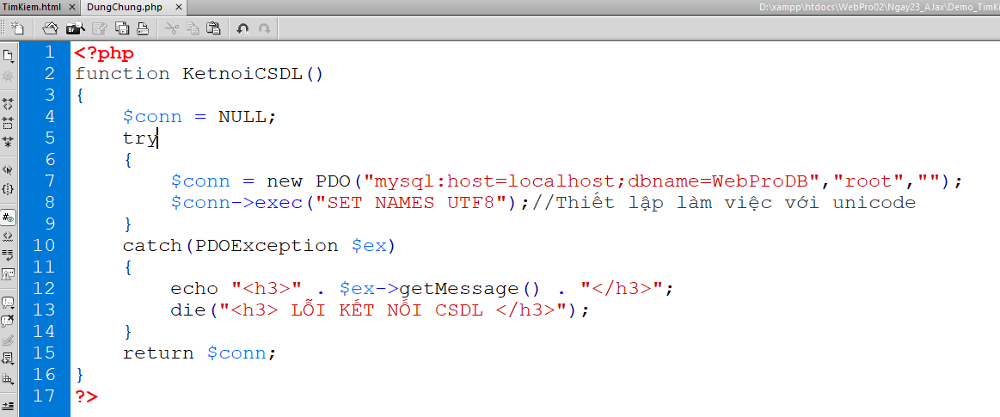 TimKiem.html × DungChung.php ×
D:\xampp\htdocs\WebPro02\Ngay23_AJax\Demo_TimKi
1 <?php
2 function KetnoiCSDL()
3 {
4 $conn = NULL;
5 try
6 {
7 $conn = new PDO("mysql:host=localhost;dbname=WebProDB","root","");
8 $conn->exec("SET NAMES UTF8");//Thiết lập làm việc với unicode
9 }
10 catch(PDOException $ex)
11 {
12 echo "<h3>" . $ex->getMessage() . "</h3>";
13 die("<h3> LỖI KẾT NỐI CSDL </h3>");
14 }
15 return $conn;
16 }
17 ?>